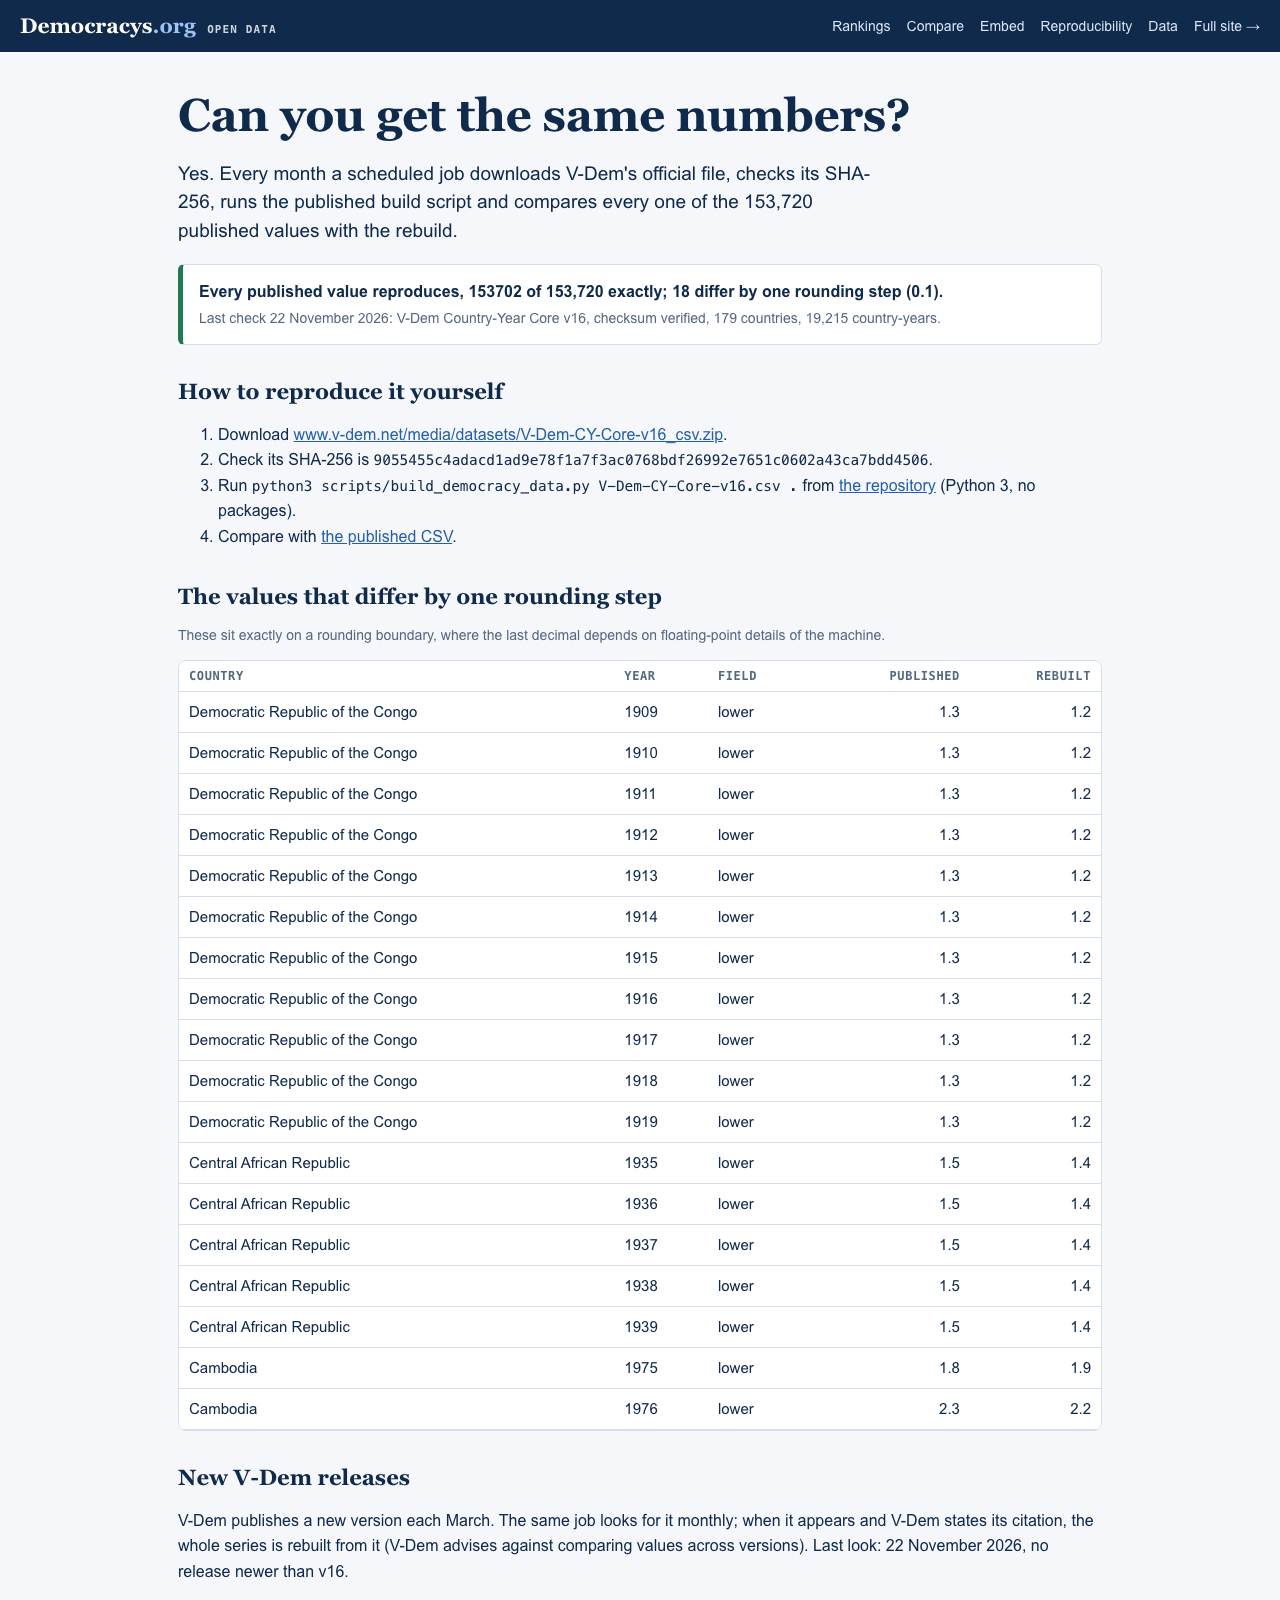 Democracys.org OPEN DATA
Rankings Compare Embed Reproducibility Data Full site →
Can you get the same numbers?
Yes. Every month a scheduled job downloads V-Dem's official file, checks its SHA-
256, runs the published build script and compares every one of the 153,720
published values with the rebuild.
Every published value reproduces, 153702 of 153,720 exactly; 18 differ by one rounding step (0.1).
Last check 22 November 2026: V-Dem Country-Year Core v16, checksum verified, 179 countries, 19,215 country-years.
How to reproduce it yourself
1. Download www.v-dem.net/media/datasets/V-Dem-CY-Core-v16_csv.zip.
2. Check its SHA-256 is 9055455c4adacd1ad9e78f1a7f3ac0768bdf26992e7651c0602a43ca7bdd4506.
3. Run python3 scripts/build_democracy_data.py V-Dem-CY-Core-v16.csv . from the repository (Python 3, no
packages).
4. Compare with the published CSV.
The values that differ by one rounding step
These sit exactly on a rounding boundary, where the last decimal depends on floating-point details of the machine.
COUNTRY YEAR FIELD PUBLISHED REBUILT
Democratic Republic of the Congo 1909 lower 1.3 1.2
Democratic Republic of the Congo 1910 lower 1.3 1.2
Democratic Republic of the Congo 1911 lower 1.3 1.2
Democratic Republic of the Congo 1912 lower 1.3 1.2
Democratic Republic of the Congo 1913 lower 1.3 1.2
Democratic Republic of the Congo 1914 lower 1.3 1.2
Democratic Republic of the Congo 1915 lower 1.3 1.2
Democratic Republic of the Congo 1916 lower 1.3 1.2
Democratic Republic of the Congo 1917 lower 1.3 1.2
Democratic Republic of the Congo 1918 lower 1.3 1.2
Democratic Republic of the Congo 1919 lower 1.3 1.2
Central African Republic 1935 lower 1.5 1.4
Central African Republic 1936 lower 1.5 1.4
Central African Republic 1937 lower 1.5 1.4
Central African Republic 1938 lower 1.5 1.4
Central African Republic 1939 lower 1.5 1.4
Cambodia 1975 lower 1.8 1.9
Cambodia 1976 lower 2.3 2.2
New V-Dem releases
V-Dem publishes a new version each March. The same job looks for it monthly; when it appears and V-Dem states its citation, the
whole series is rebuilt from it (V-Dem advises against comparing values across versions). Last look: 22 November 2026, no
release newer than v16.